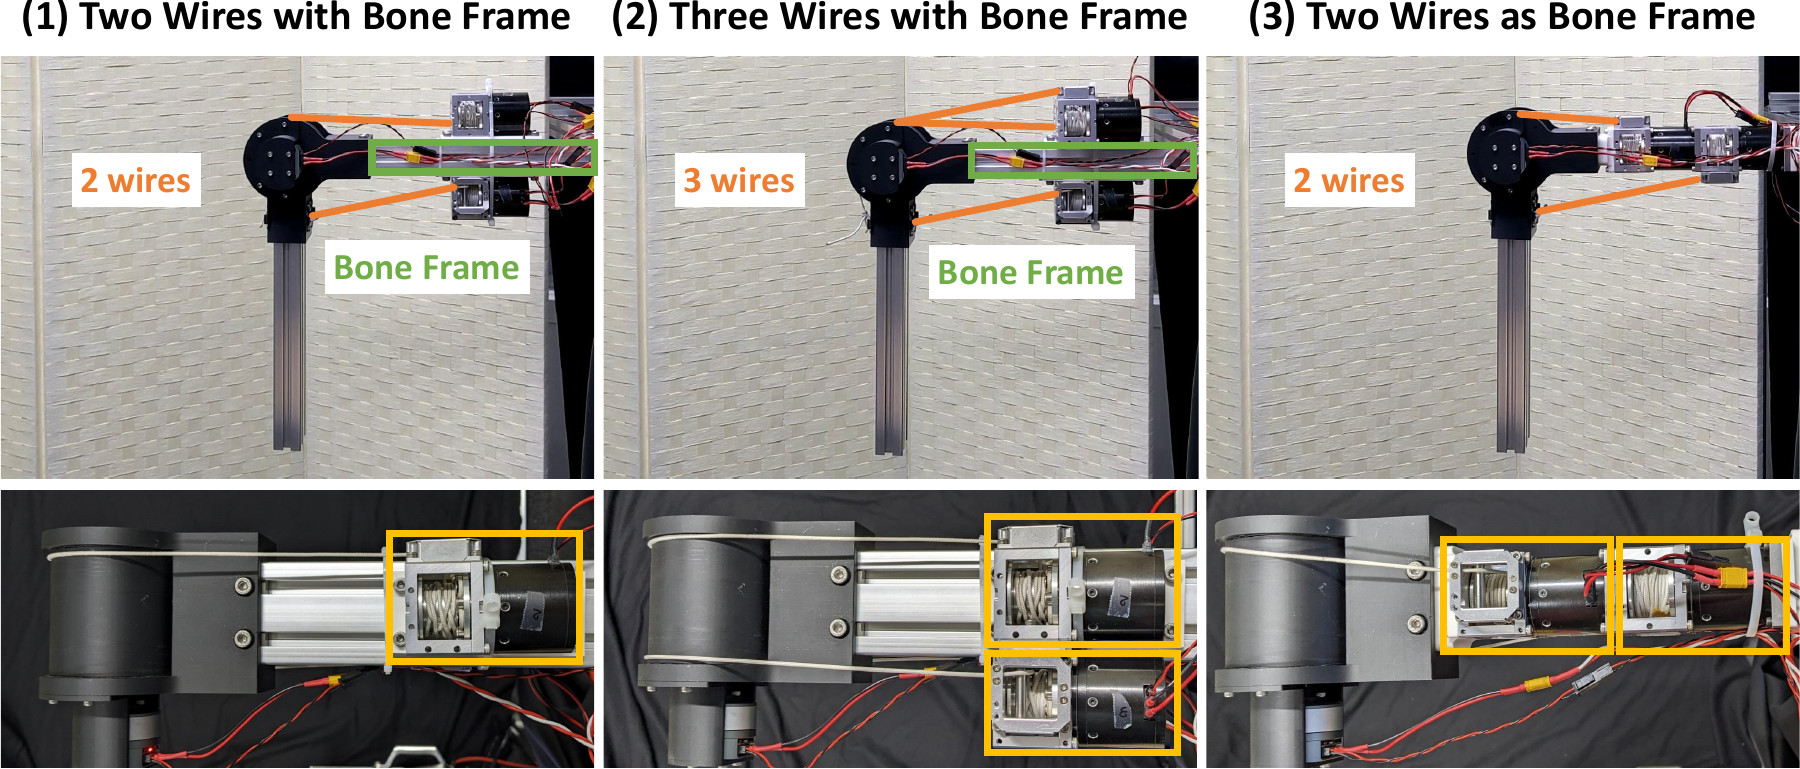 (1) Two Wires with Bone Frame
(2) Three Wires with Bone Frame
(3) Two Wires as Bone Frame
2 wires
3 wires
2 wires
Bone Frame
Bone Frame